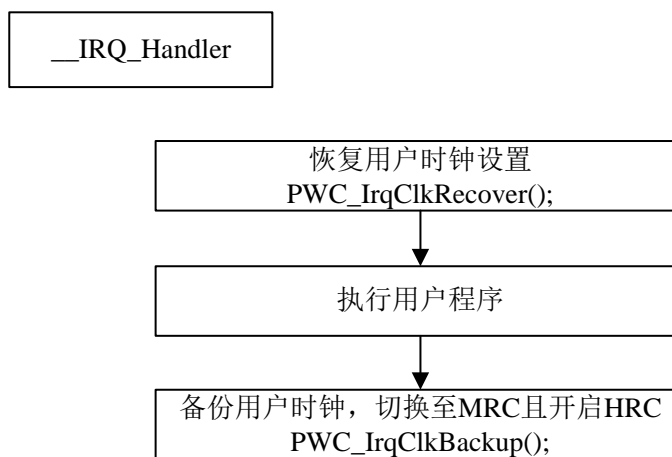 __IRQ_Handler
恢复用户时钟设置
PWC_IrqClkRecover();
执行用户程序
备份用户时钟，切换至MRC且开启HRC
PWC_IrqClkBackup();